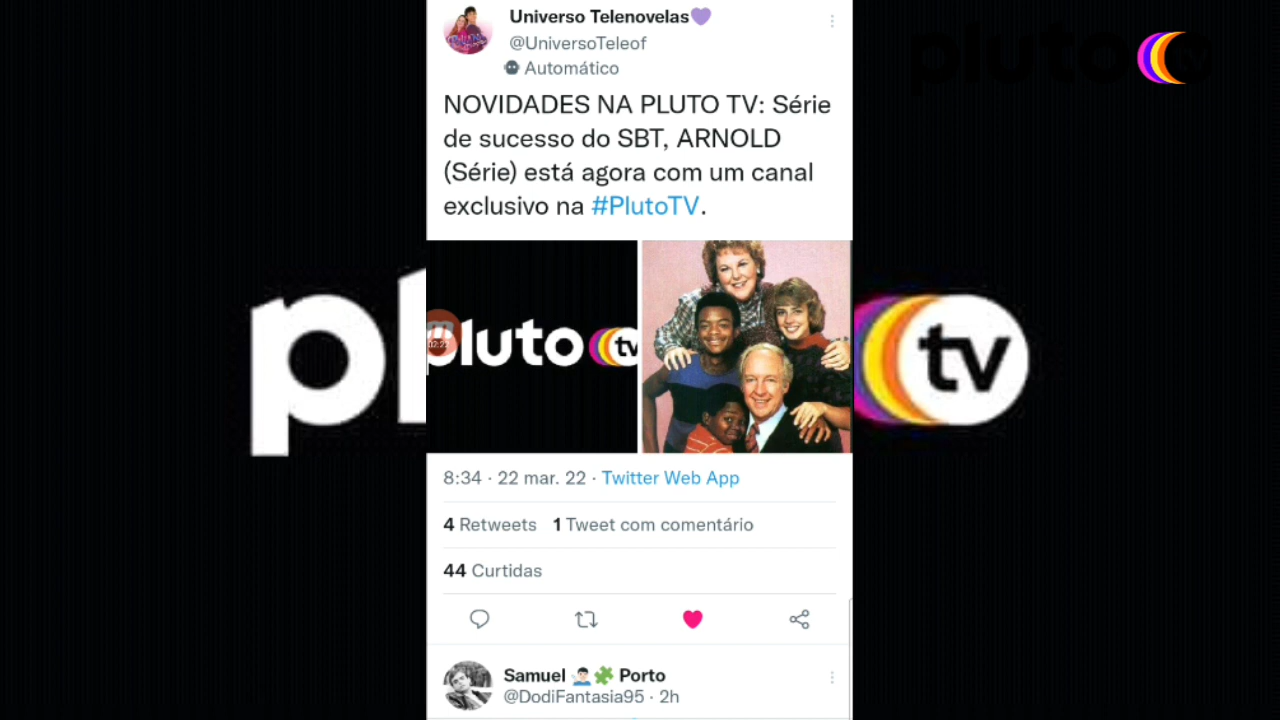 Universo Telenovelas💜
@UniversoTeleof
Automático
NOVIDADES NA PLUTO TV: Série
de sucesso do SBT, ARNOLD
(Série) está agora com um canal
exclusivo na #PlutoTV.
pluto tv
02:22
pluto tv
8:34 · 22 mar. 22 · Twitter Web App
4 Retweets 1 Tweet com comentário
44 Curtidas
Samuel 🙇🏻‍♂️🧩 Porto
@DodiFantasia95 · 2h
p
tv